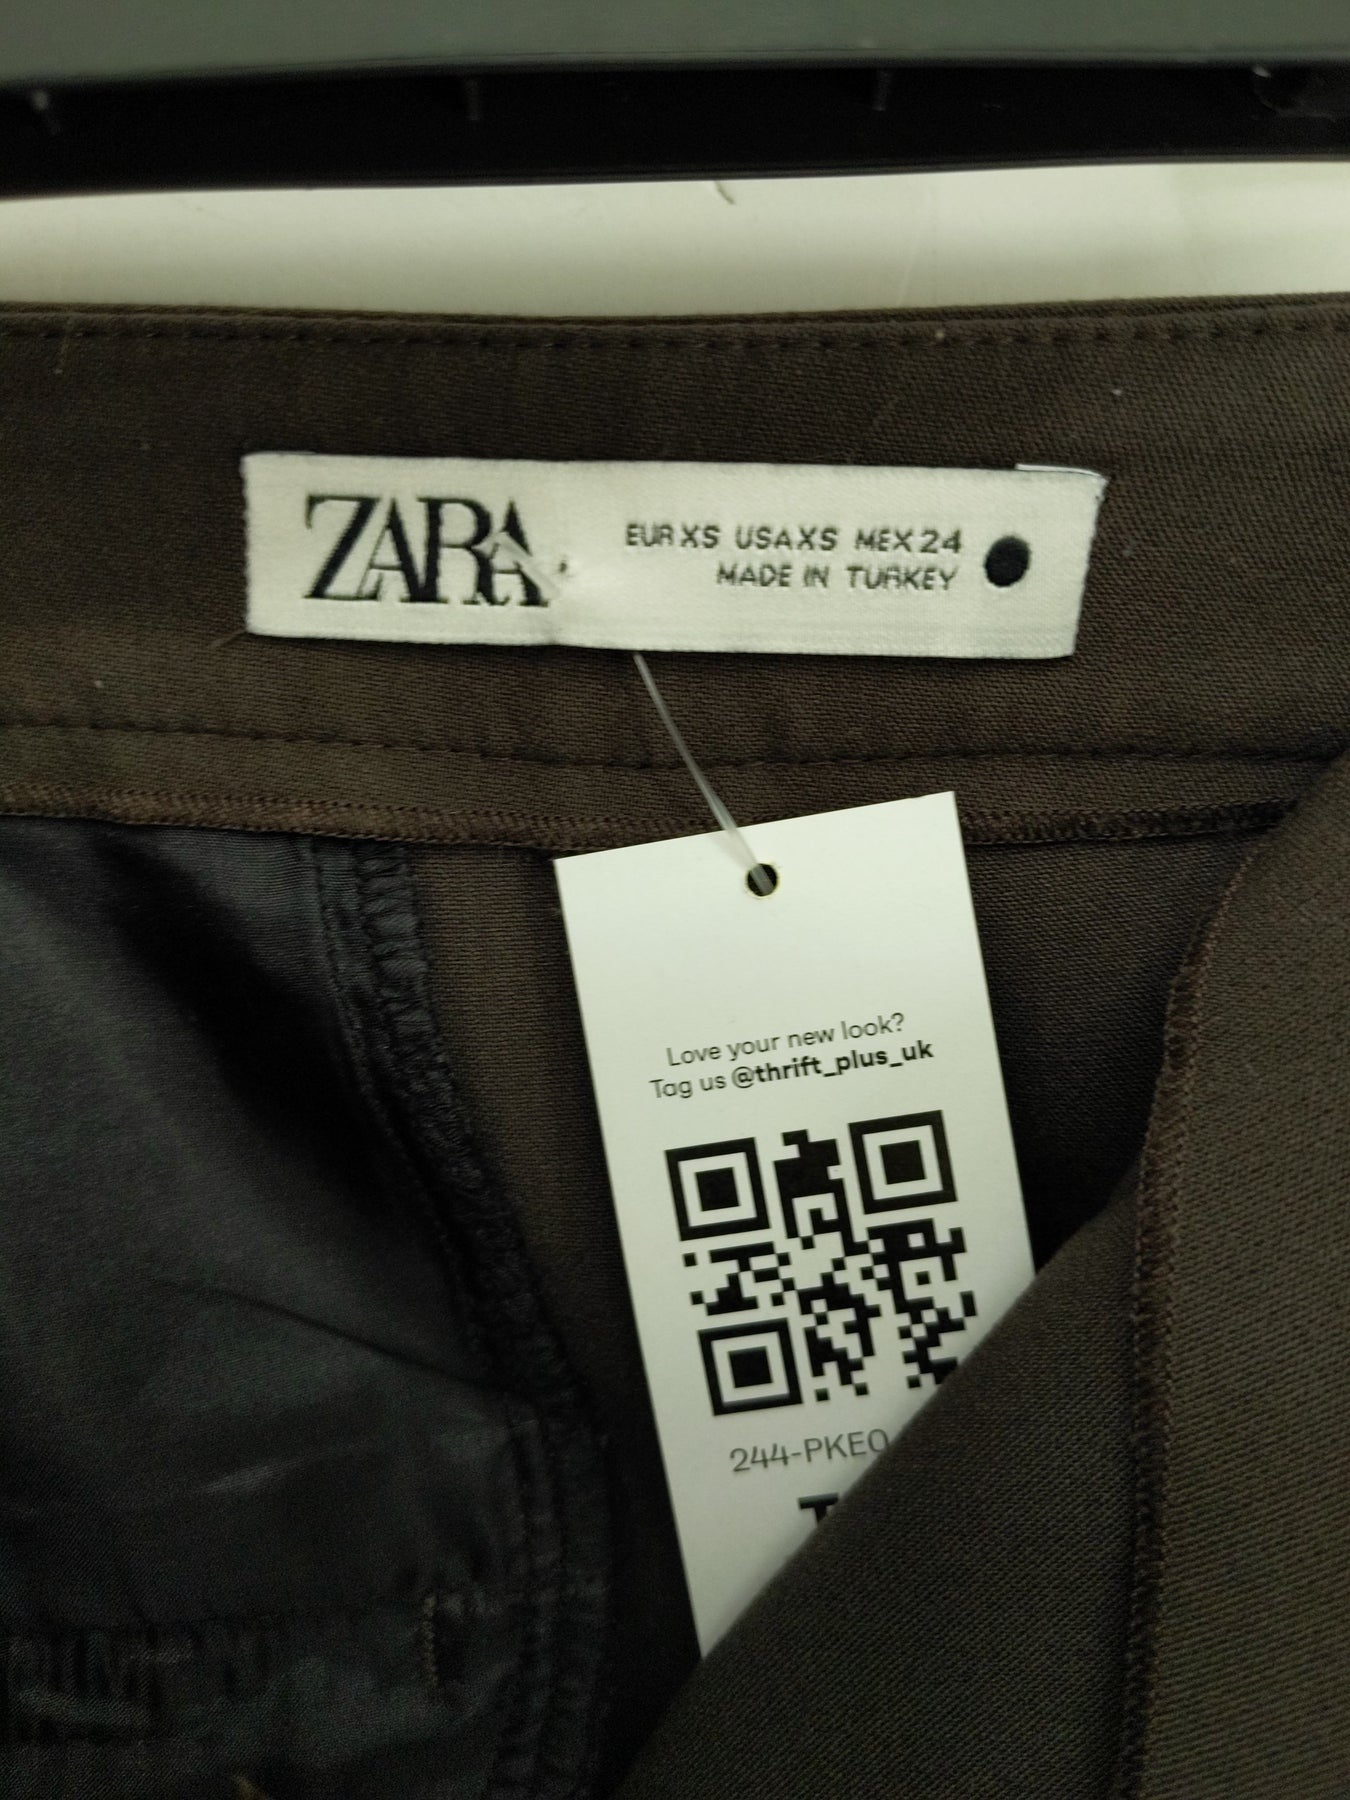 ZARA
EUR XS USA XS MEX 24
MADE IN TURKEY
Love your new look?
Tag us @thrift_plus_uk
244-PKEQ